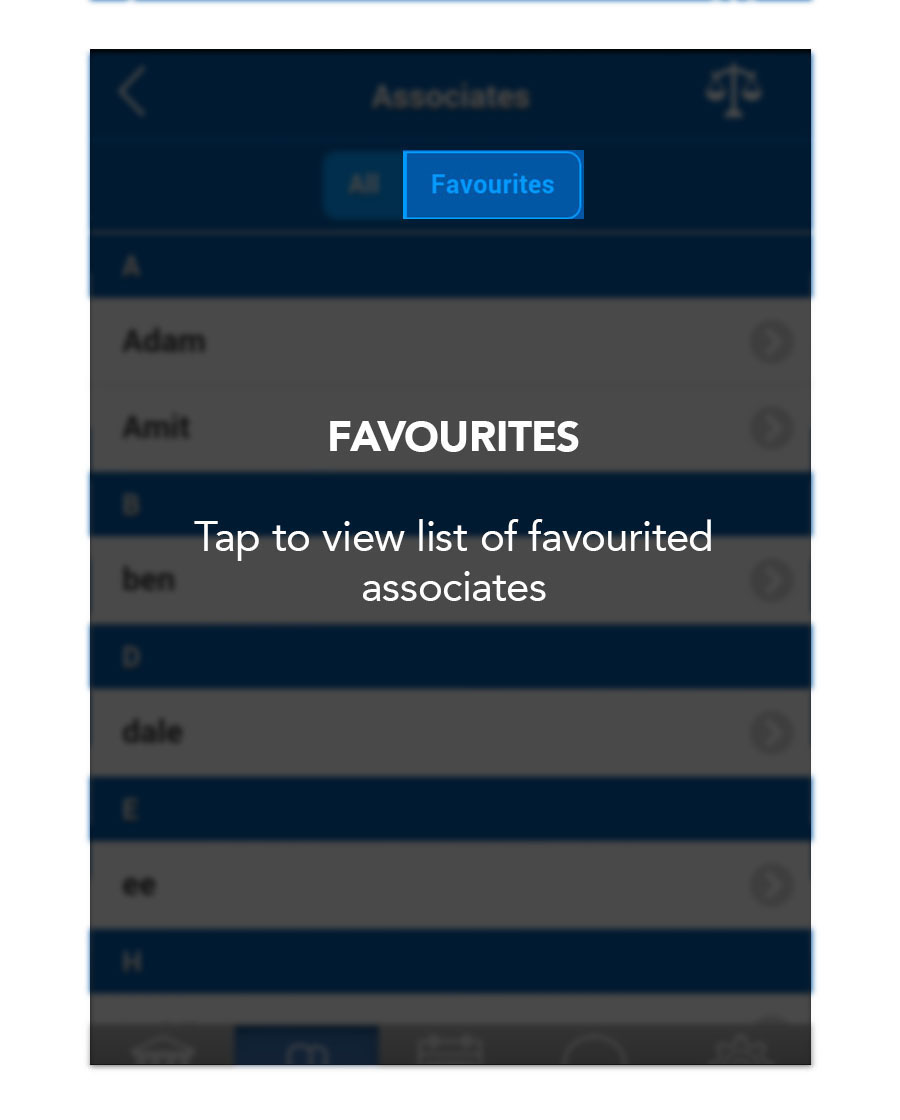 Associates
All
Favourites
A
Adam
Amit
FAVOURITES
B
Tap to view list of favourited
associates
ben
D
dale
E
ee
H